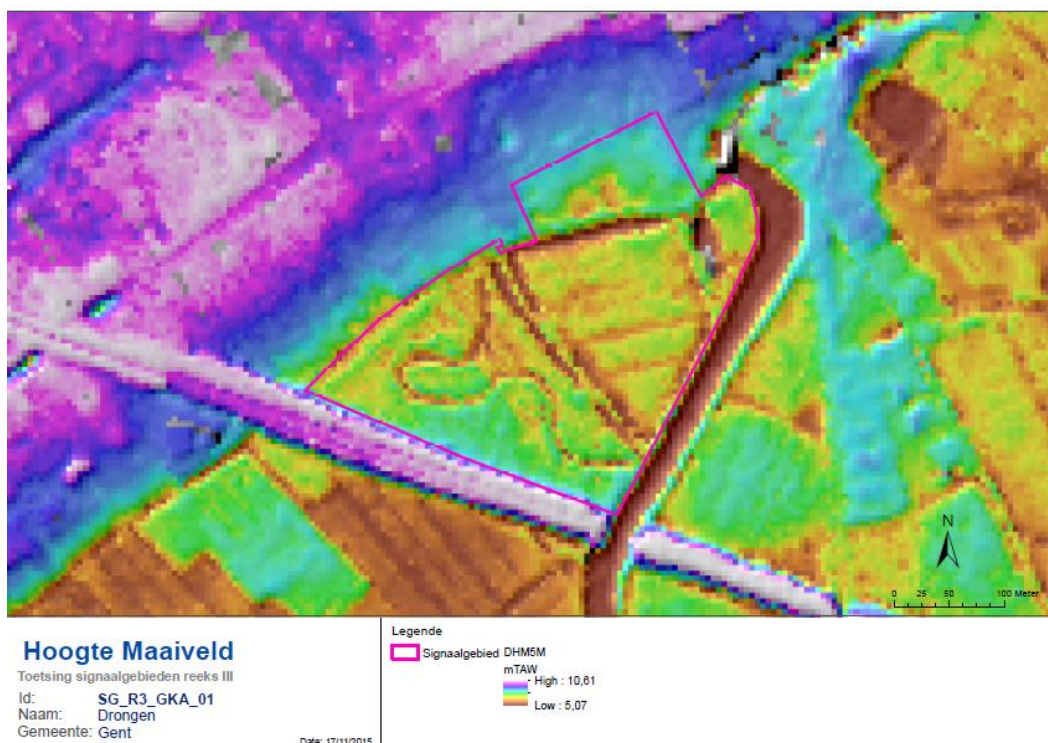 N
0 25 50 100 Meter
Hoogte Maaiveld
Toetsing signaalgebieden reeks III
Id: SG_R3_GKA_01
Naam: Drongen
Gemeente: Gent
Date: 17/11/2015
Legende
Signaalgebied DHM5M
mTAW
High : 10,61
Low : 5,07